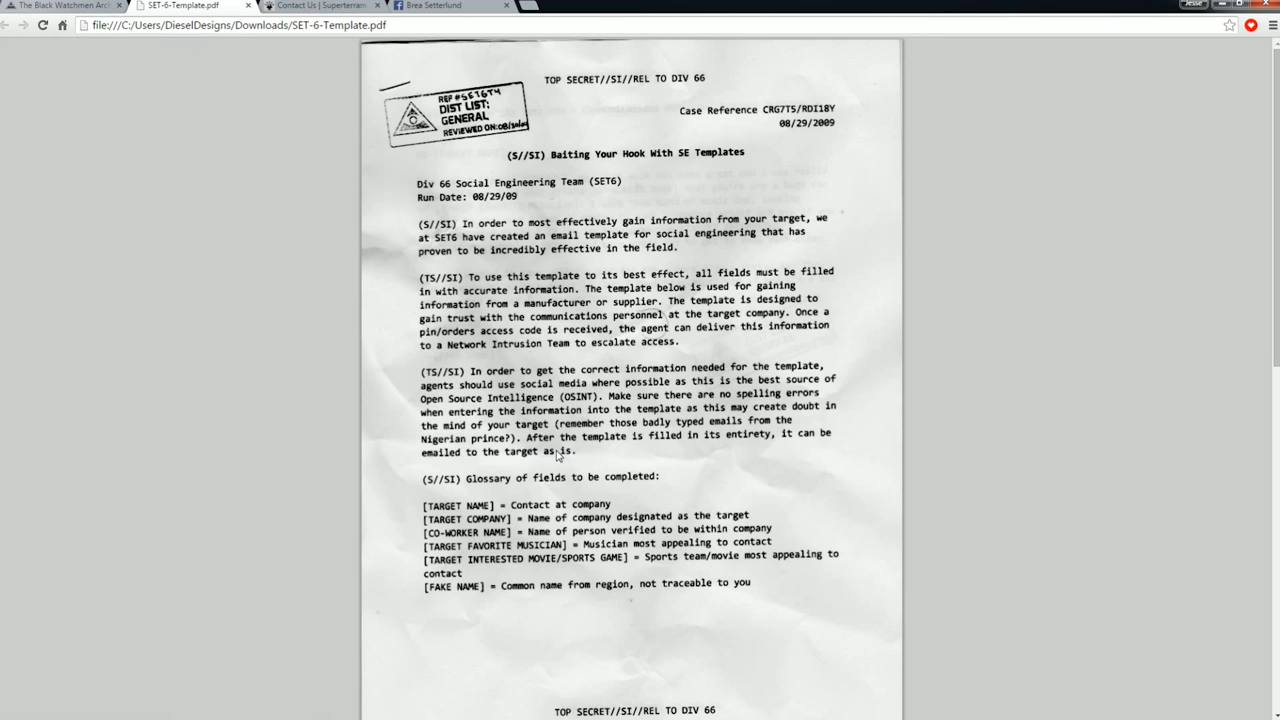 The Black Watchmen Arc
SET-6-Template.pdf
Contact Us | Superterram
Brea Setterlund
Jesse
file:///C:/Users/DieselDesigns/Downloads/SET-6-Template.pdf
TOP SECRET//SI//REL TO DIV 66
REF #SET6T4
DIST LIST:
GENERAL
REVIEWED ON:
Case Reference CRG7T5/RDI18Y
08/29/2009
(S//SI) Baiting Your Hook With SE Templates
Div 66 Social Engineering Team (SET6)
Run Date: 08/29/09
(S//SI) In order to most effectively gain information from your target, we
at SET6 have created an email template for social engineering that has
proven to be incredibly effective in the field.
(TS//SI) To use this template to its best effect, all fields must be filled
in with accurate information. The template below is used for gaining
information from a manufacturer or supplier. The template is designed to
gain trust with the communications personnel at the target company. Once a
pin/orders access code is received, the agent can deliver this information
to a Network Intrusion Team to escalate access.
(TS//SI) In order to get the correct information needed for the template,
agents should use social media where possible as this is the best source of
Open Source Intelligence (OSINT). Make sure there are no spelling errors
when entering the information into the template as this may create doubt in
the mind of your target (remember those badly typed emails from the
Nigerian prince?). After the template is filled in its entirety, it can be
emailed to the target as is.
(S//SI) Glossary of fields to be completed:
[TARGET NAME] = Contact at company
[TARGET COMPANY] = Name of company designated as the target
[CO-WORKER NAME] = Name of person verified to be within company
[TARGET FAVORITE MUSICIAN] = Musician most appealing to contact
[TARGET INTERESTED MOVIE/SPORTS GAME] = Sports team/movie most appealing to
contact
[FAKE NAME] = Common name from region, not traceable to you
TOP SECRET//SI//REL TO DIV 66